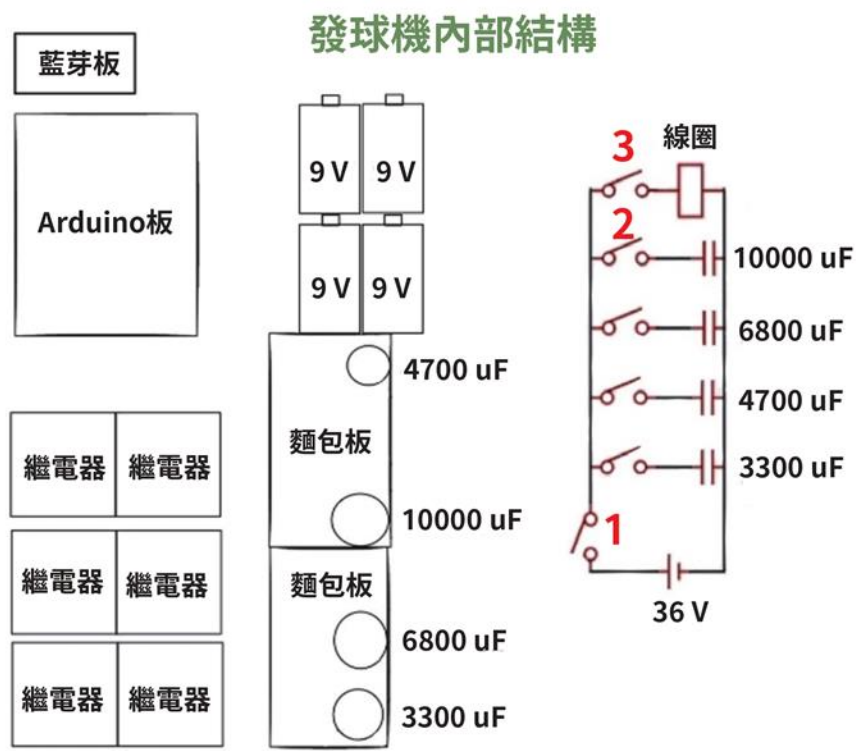 發球機內部結構
藍芽板
Arduino板
9 V 9 V
9 V 9 V
4700 uF
麵包板
10000 uF
麵包板
6800 uF
3300 uF
繼電器 繼電器
繼電器 繼電器
繼電器 繼電器
線圈
3
2
10000 uF
6800 uF
4700 uF
3300 uF
1
36 V